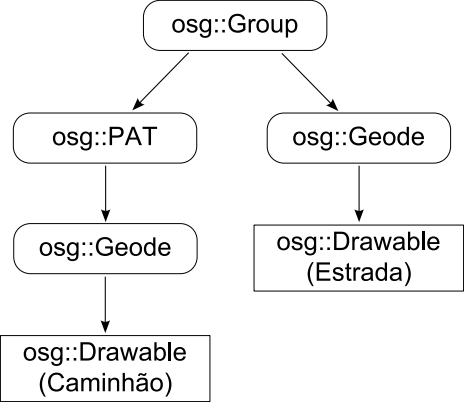 osg::Group
osg::PAT
osg::Geode
osg::Geode
osg::Drawable
(Estrada)
osg::Drawable
(Caminhão)